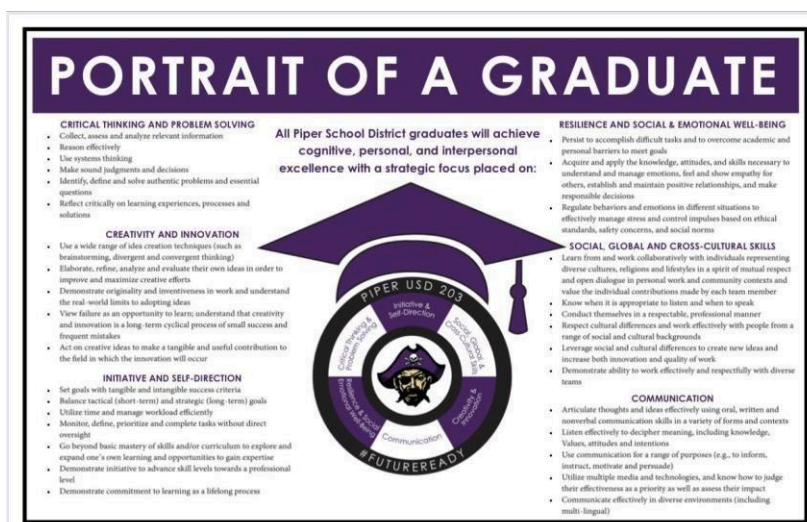 PORTRAIT OF A GRADUATE
CRITICAL THINKING AND PROBLEM SOLVING
• Collect, assess and analyze relevant information
• Reason effectively
• Use systems thinking
• Make sound judgments and decisions
• Identify, define and solve authentic problems and essential
questions
• Reflect critically on learning experiences, processes and
solutions
CREATIVITY AND INNOVATION
• Use a wide range of idea creation techniques (such as
brainstorming, divergent and convergent thinking)
• Elaborate, refine, analyze and evaluate their own ideas in order to
improve and maximize creative efforts
• Demonstrate originality and inventiveness in work and understand
the real-world limits to adopting ideas
• View failure as an opportunity to learn; understand that creativity
and innovation is a long-term cyclical process of small success and
frequent mistakes
• Act on creative ideas to make a tangible and useful contribution to
the field in which the innovation will occur
INITIATIVE AND SELF-DIRECTION
• Set goals with tangible and intangible success criteria
• Balance tactical (short-term) and strategic (long-term) goals
• Utilize time and manage workload efficiently
• Monitor, define, prioritize and complete tasks without direct
oversight
• Go beyond basic mastery of skills and/or curriculum to explore and
expand one's own learning and opportunities to gain expertise
• Demonstrate initiative to advance skill levels towards a professional
level
• Demonstrate commitment to learning as a lifelong process
All Piper School District graduates will achieve
cognitive, personal, and interpersonal
excellence with a strategic focus placed on:
PIPER USD 203
Initiative &
Self-Direction
Social, Global, &
Cross-Cultural Skills
Creativity &
Innovation
Communication
Resilience & Social
Emotional Well-Being
Critical Thinking &
Problem Solving
#FUTUREREADY
RESILIENCE AND SOCIAL & EMOTIONAL WELL-BEING
• Persist to accomplish difficult tasks and to overcome academic and
personal barriers to meet goals
• Acquire and apply the knowledge, attitudes, and skills necessary to
understand and manage emotions, feel and show empathy for
others, establish and maintain positive relationships, and make
responsible decisions
• Regulate behaviors and emotions in different situations to
effectively manage stress and control impulses based on ethical
standards, safety concerns, and social norms
SOCIAL, GLOBAL AND CROSS-CULTURAL SKILLS
• Learn from and work collaboratively with individuals representing
diverse cultures, religions and lifestyles in a spirit of mutual respect
and open dialogue in personal work and community contexts and
value the individual contributions made by each team member
• Know when it is appropriate to listen and when to speak
• Conduct themselves in a respectable, professional manner
• Respect cultural differences and work effectively with people from a
range of social and cultural backgrounds
• Leverage social and cultural differences to create new ideas and
increase both innovation and quality of work
• Demonstrate ability to work effectively and respectfully with diverse
teams
COMMUNICATION
• Articulate thoughts and ideas effectively using oral, written and
nonverbal communication skills in a variety of forms and contexts
• Listen effectively to decipher meaning, including knowledge,
Values, attitudes and intentions
• Use communication for a range of purposes (e.g., to inform,
instruct, motivate and persuade)
• Utilize multiple media and technologies, and know how to judge
their effectiveness as a priority as well as assess their impact
• Communicate effectively in diverse environments (including
multi-lingual)